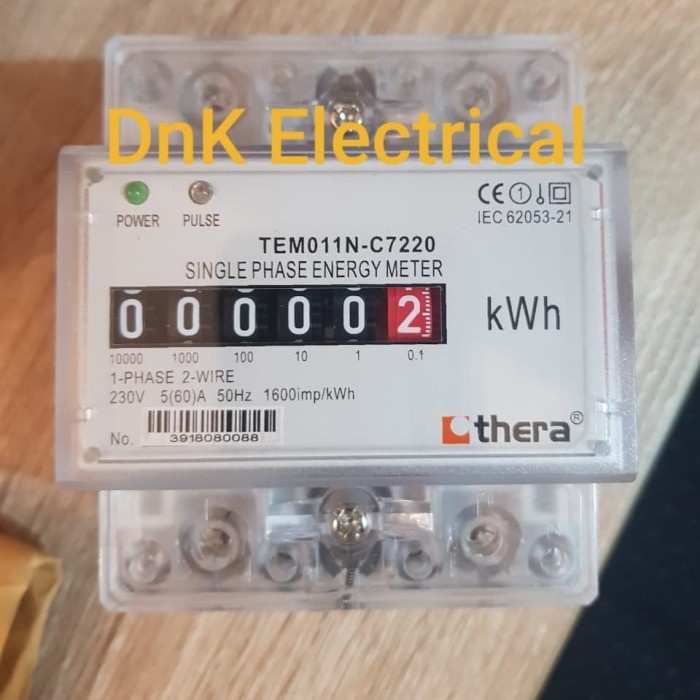 DnK Electrical
POWER PULSE
CE 1
IEC 62053-21
TEM011N-C7220
SINGLE PHASE ENERGY METER
0 0 0 0 0 2 kWh
10000 1000 100 10 1 0.1
1-PHASE 2-WIRE
230V 5(60)A 50Hz 1600imp/kWh
No. 3918080088
thera®